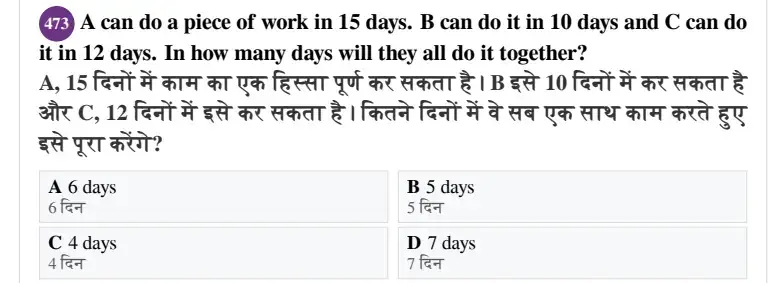 473 A can do a piece of work in 15 days. B can do it in 10 days and C can do
it in 12 days. In how many days will they all do it together?
A, 15 दिनों में काम का एक हिस्सा पूर्ण कर सकता है। B इसे 10 दिनों में कर सकता है
और C, 12 दिनों में इसे कर सकता है। कितने दिनों में वे सब एक साथ काम करते हुए
इसे पूरा करेंगे?
A 6 days
6 दिन
B 5 days
5 दिन
C 4 days
4 दिन
D 7 days
7 दिन